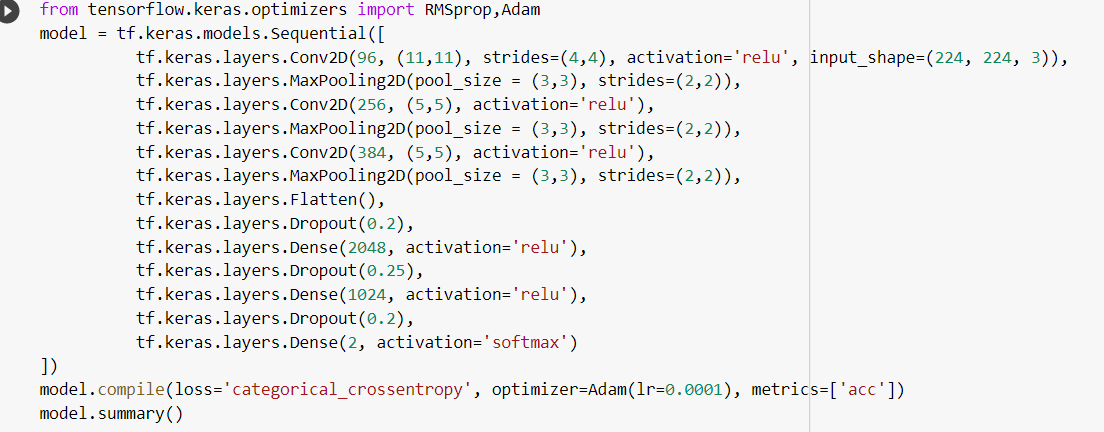 from tensorflow.keras.optimizers import RMSprop,Adam
model = tf.keras.models.Sequential([
        tf.keras.layers.Conv2D(96, (11,11), strides=(4,4), activation='relu', input_shape=(224, 224, 3)),
        tf.keras.layers.MaxPooling2D(pool_size = (3,3), strides=(2,2)),
        tf.keras.layers.Conv2D(256, (5,5), activation='relu'),
        tf.keras.layers.MaxPooling2D(pool_size = (3,3), strides=(2,2)),
        tf.keras.layers.Conv2D(384, (5,5), activation='relu'),
        tf.keras.layers.MaxPooling2D(pool_size = (3,3), strides=(2,2)),
        tf.keras.layers.Flatten(),
        tf.keras.layers.Dropout(0.2),
        tf.keras.layers.Dense(2048, activation='relu'),
        tf.keras.layers.Dropout(0.25),
        tf.keras.layers.Dense(1024, activation='relu'),
        tf.keras.layers.Dropout(0.2),
        tf.keras.layers.Dense(2, activation='softmax')
])
model.compile(loss='categorical_crossentropy', optimizer=Adam(lr=0.0001), metrics=['acc'])
model.summary()